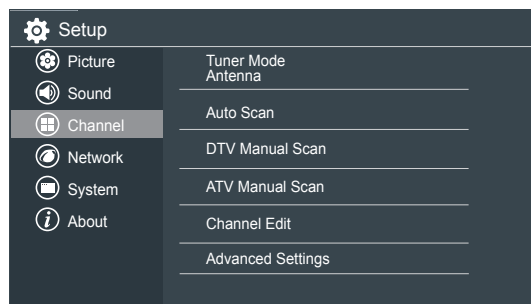 Setup
Picture
Sound
Channel
Network
System
About
Tuner Mode
Antenna
Auto Scan
DTV Manual Scan
ATV Manual Scan
Channel Edit
Advanced Settings